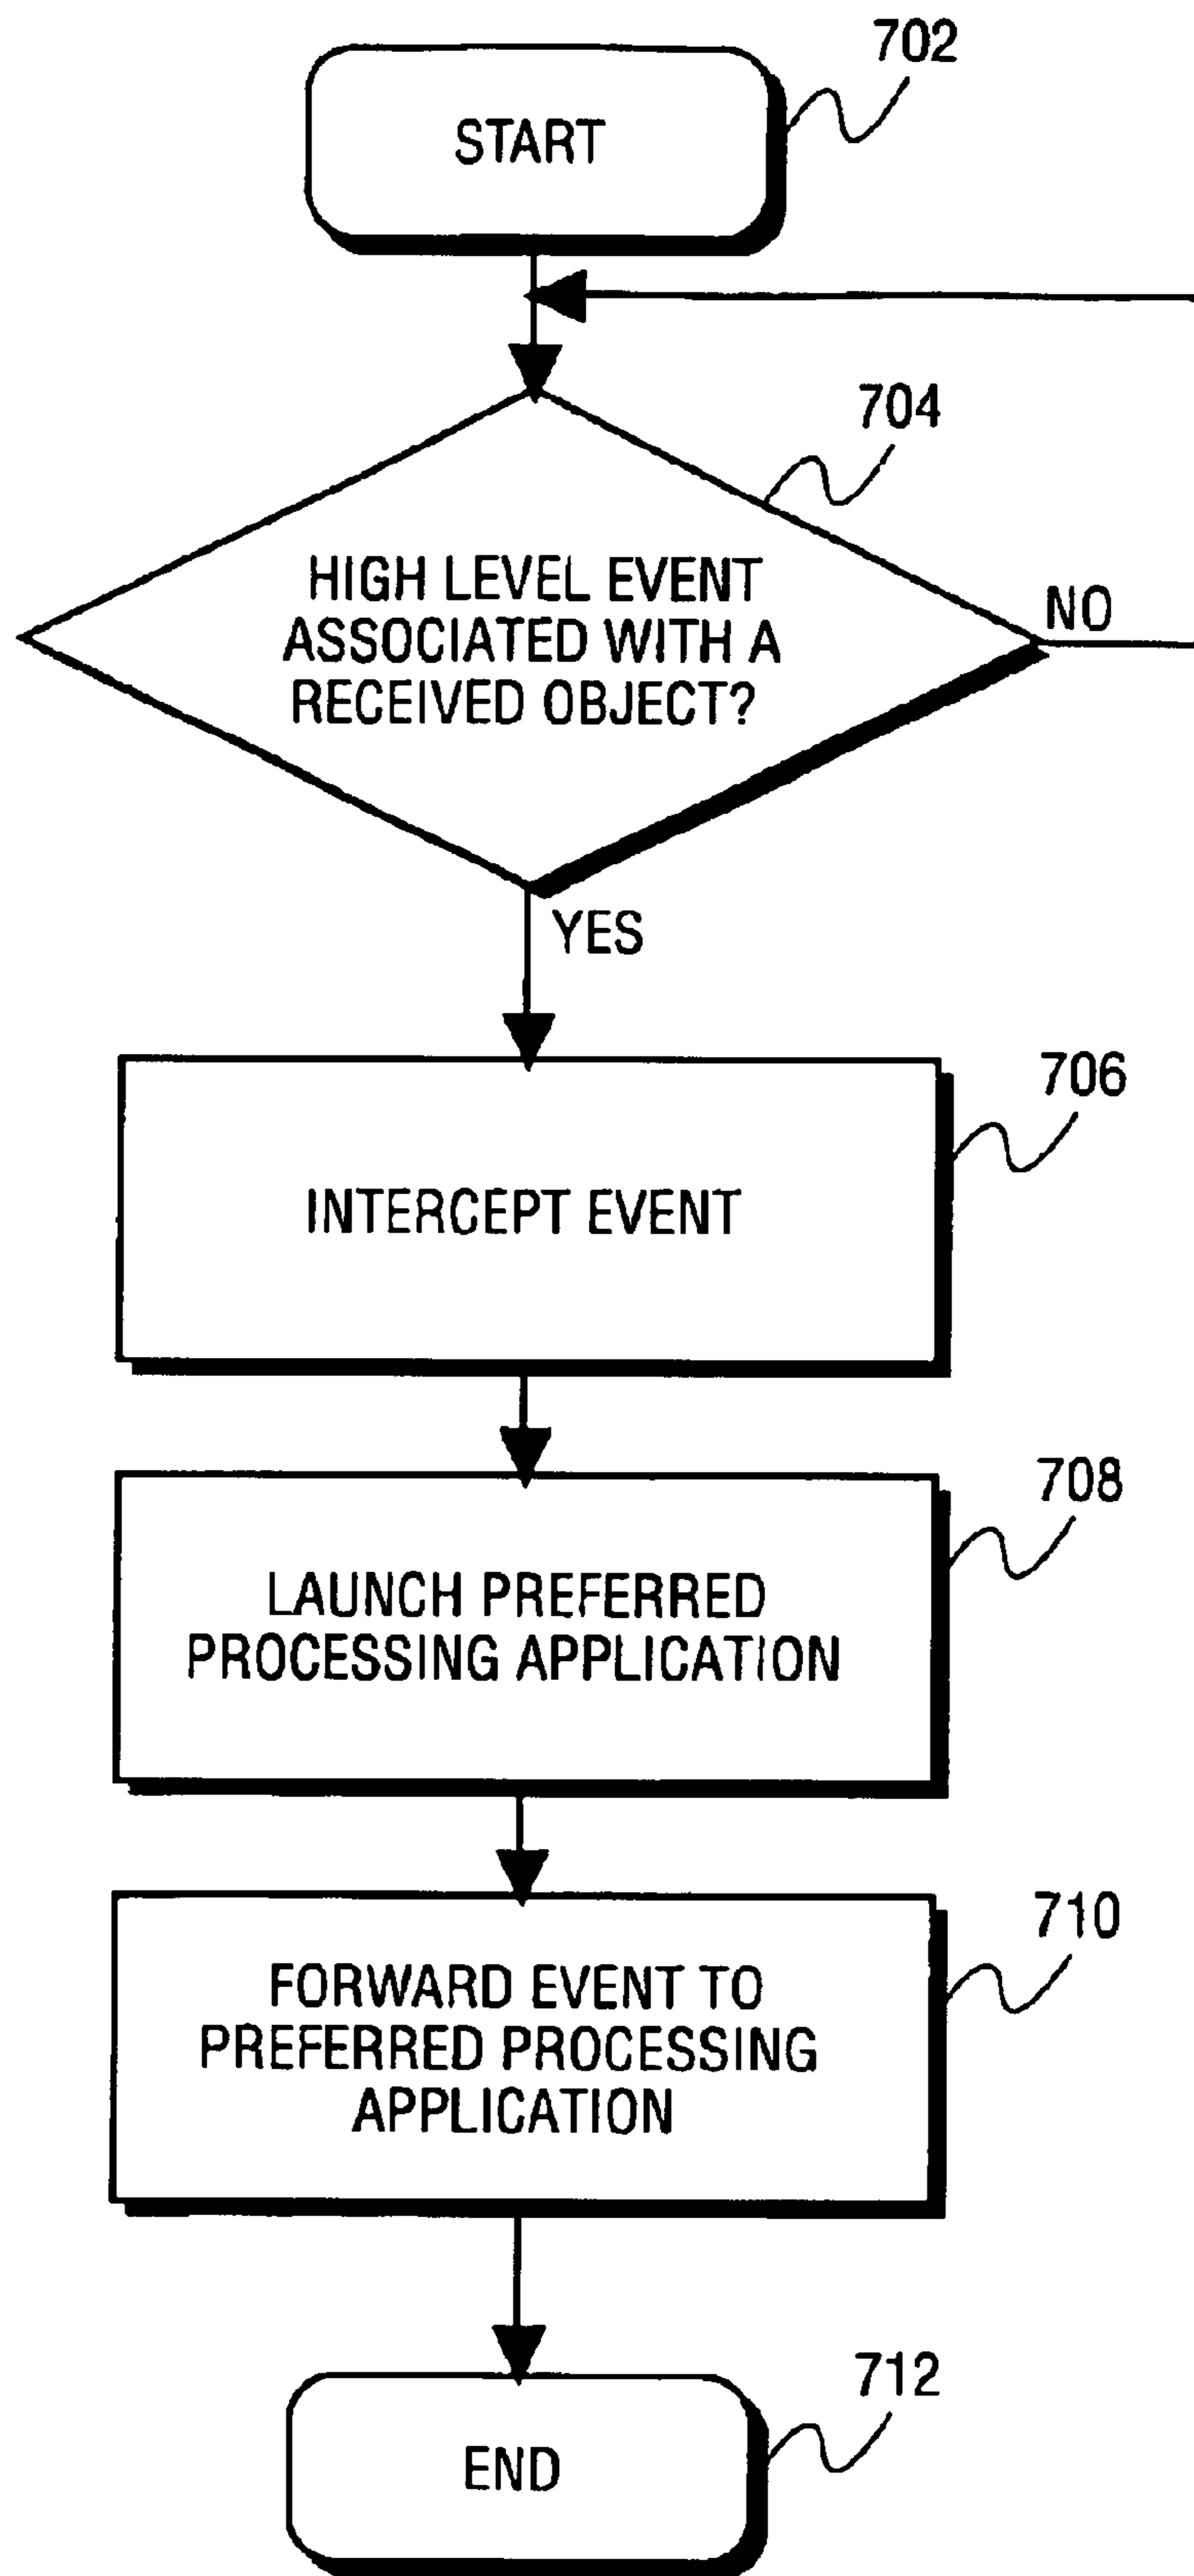 702
START
704
HIGH LEVEL EVENT
ASSOCIATED WITH A
RECEIVED OBJECT?
NO
YES
706
INTERCEPT EVENT
708
LAUNCH PREFERRED
PROCESSING APPLICATION
710
FORWARD EVENT TO
PREFERRED PROCESSING
APPLICATION
712
END